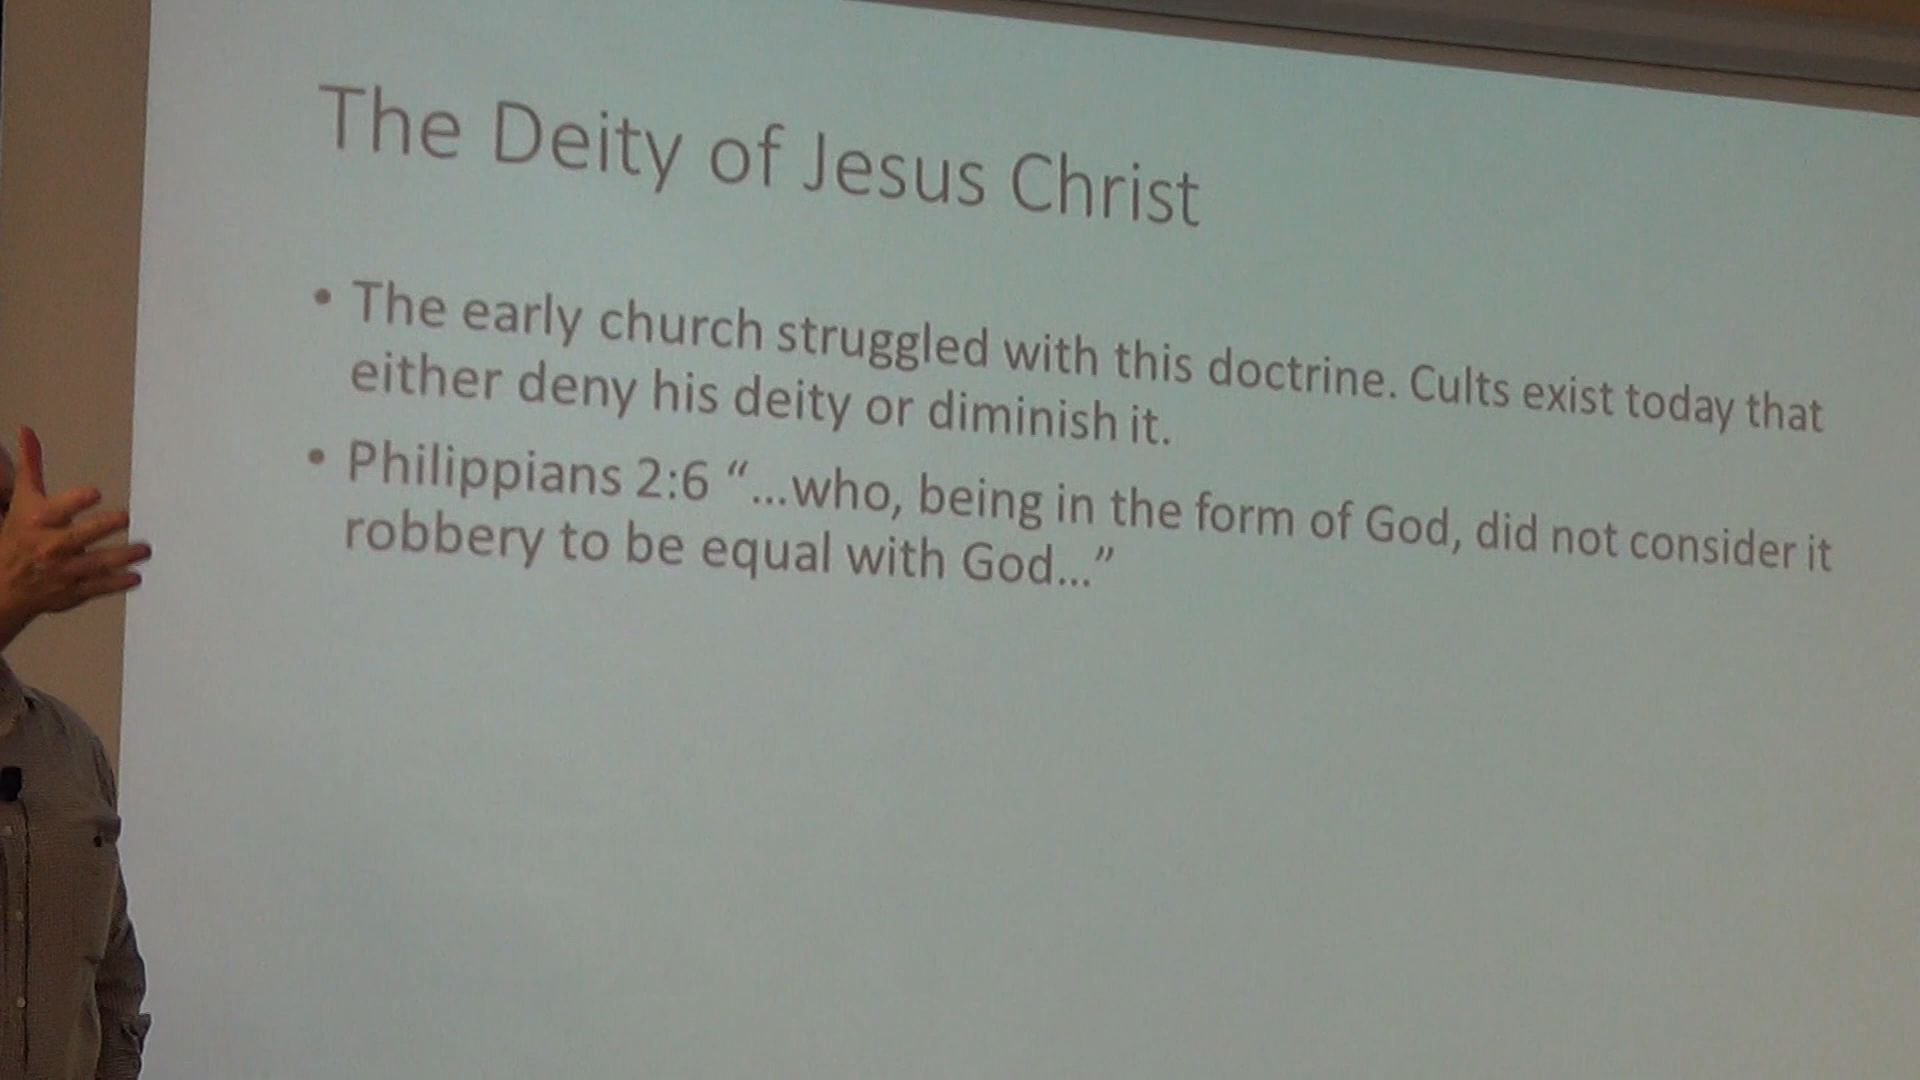 The Deity of Jesus Christ
• The early church struggled with this doctrine. Cults exist today that
either deny his deity or diminish it.
• Philippians 2:6 “...who, being in the form of God, did not consider it
robbery to be equal with God...”